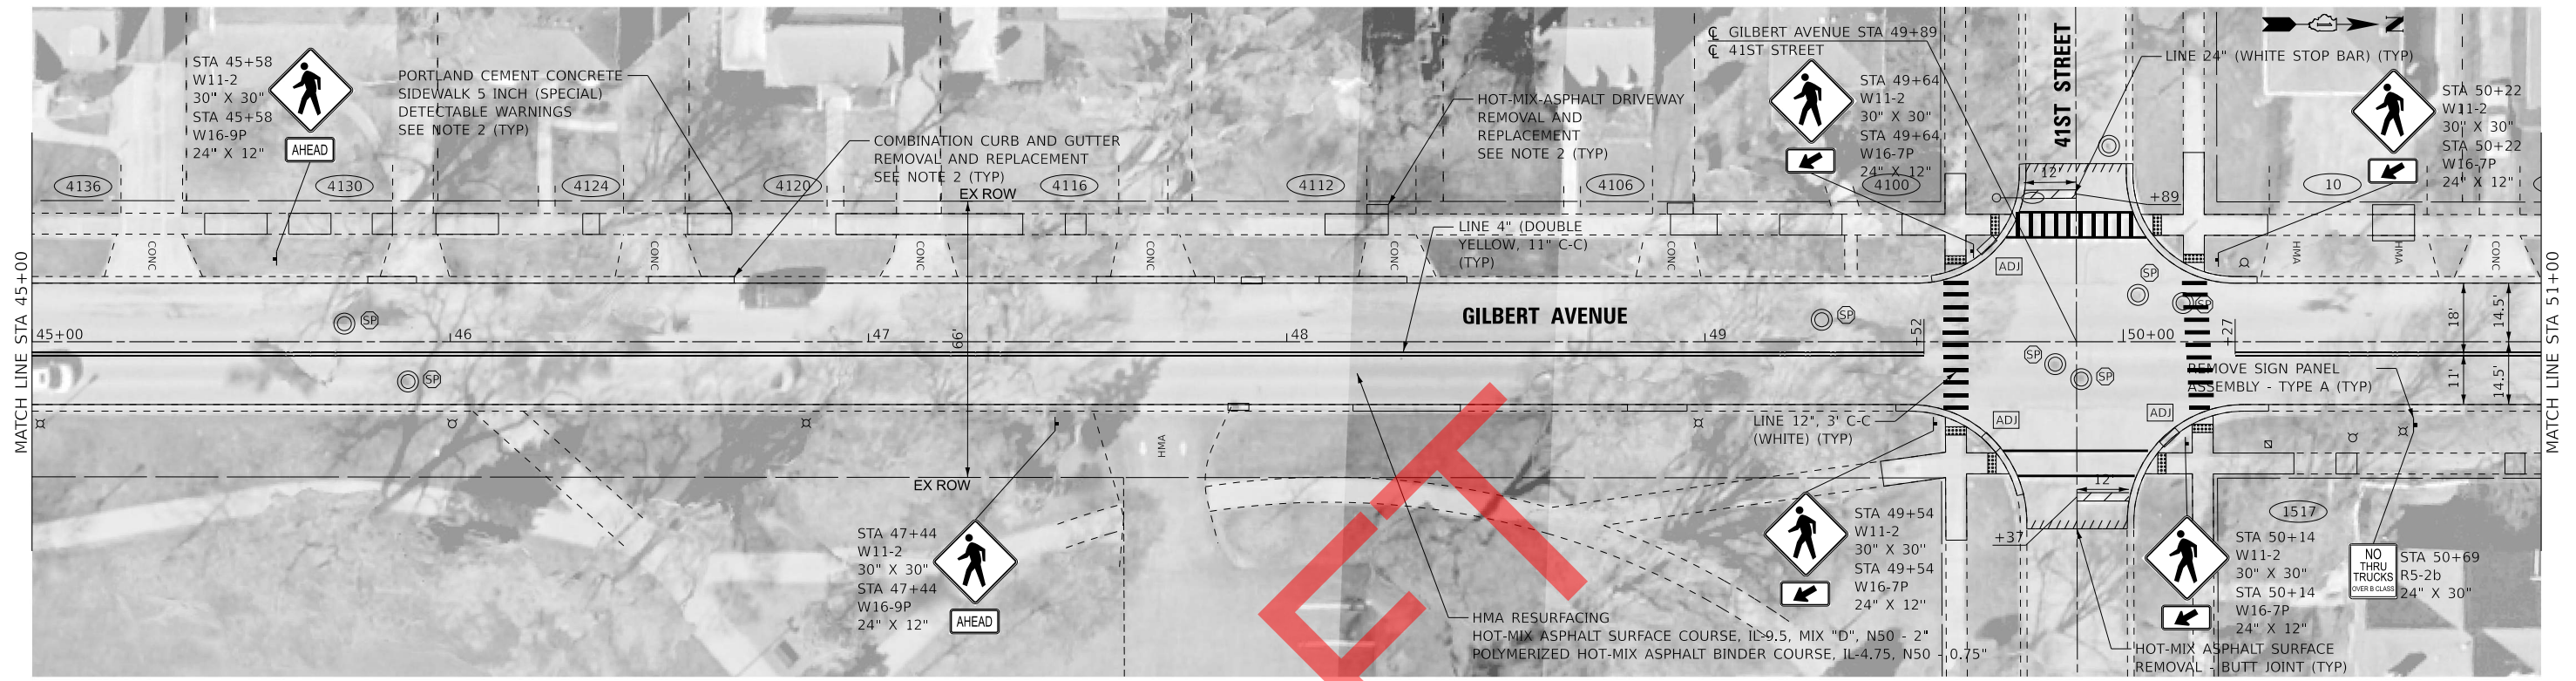 MATCH LINE STA 45+00
STA 45+58
W11-2
30" X 30"
STA 45+58
W16-9P
24" X 12"
AHEAD
PORTLAND CEMENT CONCRETE
SIDEWALK 5 INCH (SPECIAL)
DETECTABLE WARNINGS
SEE NOTE 2 (TYP)
COMBINATION CURB AND GUTTER
REMOVAL AND REPLACEMENT
SEE NOTE 2 (TYP)
EX ROW
HOT-MIX-ASPHALT DRIVEWAY
REMOVAL AND
REPLACEMENT
SEE NOTE 2 (TYP)
LINE 4" (DOUBLE
YELLOW, 11" C-C)
(TYP)
℄ GILBERT AVENUE STA 49+89
℄ 41ST STREET
STA 49+64
W11-2
30" X 30"
STA 49+64
W16-7P
24" X 12"
41ST STREET
LINE 24" (WHITE STOP BAR) (TYP)
Z
STA 50+22
W11-2
30" X 30"
STA 50+22
W16-7P
24" X 12"
4136
4130
4124
4120
4116
4112
4106
4100
10
12'
+89
CONC
CONC
CONC
CONC
CONC
CONC
HMA
HMA
CONC
ADJ
SP
SP
SP
SP
GILBERT AVENUE
45+00
46
47
66'
48
49
+52
50+00
+27
18'
14.5'
11'
14.5'
SP
SP
SP
REMOVE SIGN PANEL
ASSEMBLY - TYPE A (TYP)
LINE 12", 3' C-C
(WHITE) (TYP)
ADJ
ADJ
HMA
EX ROW
12'
+37
1517
STA 47+44
W11-2
30" X 30"
STA 47+44
W16-9P
24" X 12"
AHEAD
STA 49+54
W11-2
30" X 30"
STA 49+54
W16-7P
24" X 12"
STA 50+14
W11-2
30" X 30"
STA 50+14
W16-7P
24" X 12"
NO
THRU
TRUCKS
OVER B CLASS
STA 50+69
R5-2b
24" X 30"
HMA RESURFACING
HOT-MIX ASPHALT SURFACE COURSE, IL-9.5, MIX "D", N50 - 2"
POLYMERIZED HOT-MIX ASPHALT BINDER COURSE, IL-4.75, N50 - 0.75"
HOT-MIX ASPHALT SURFACE
REMOVAL - BUTT JOINT (TYP)
MATCH LINE STA 51+00